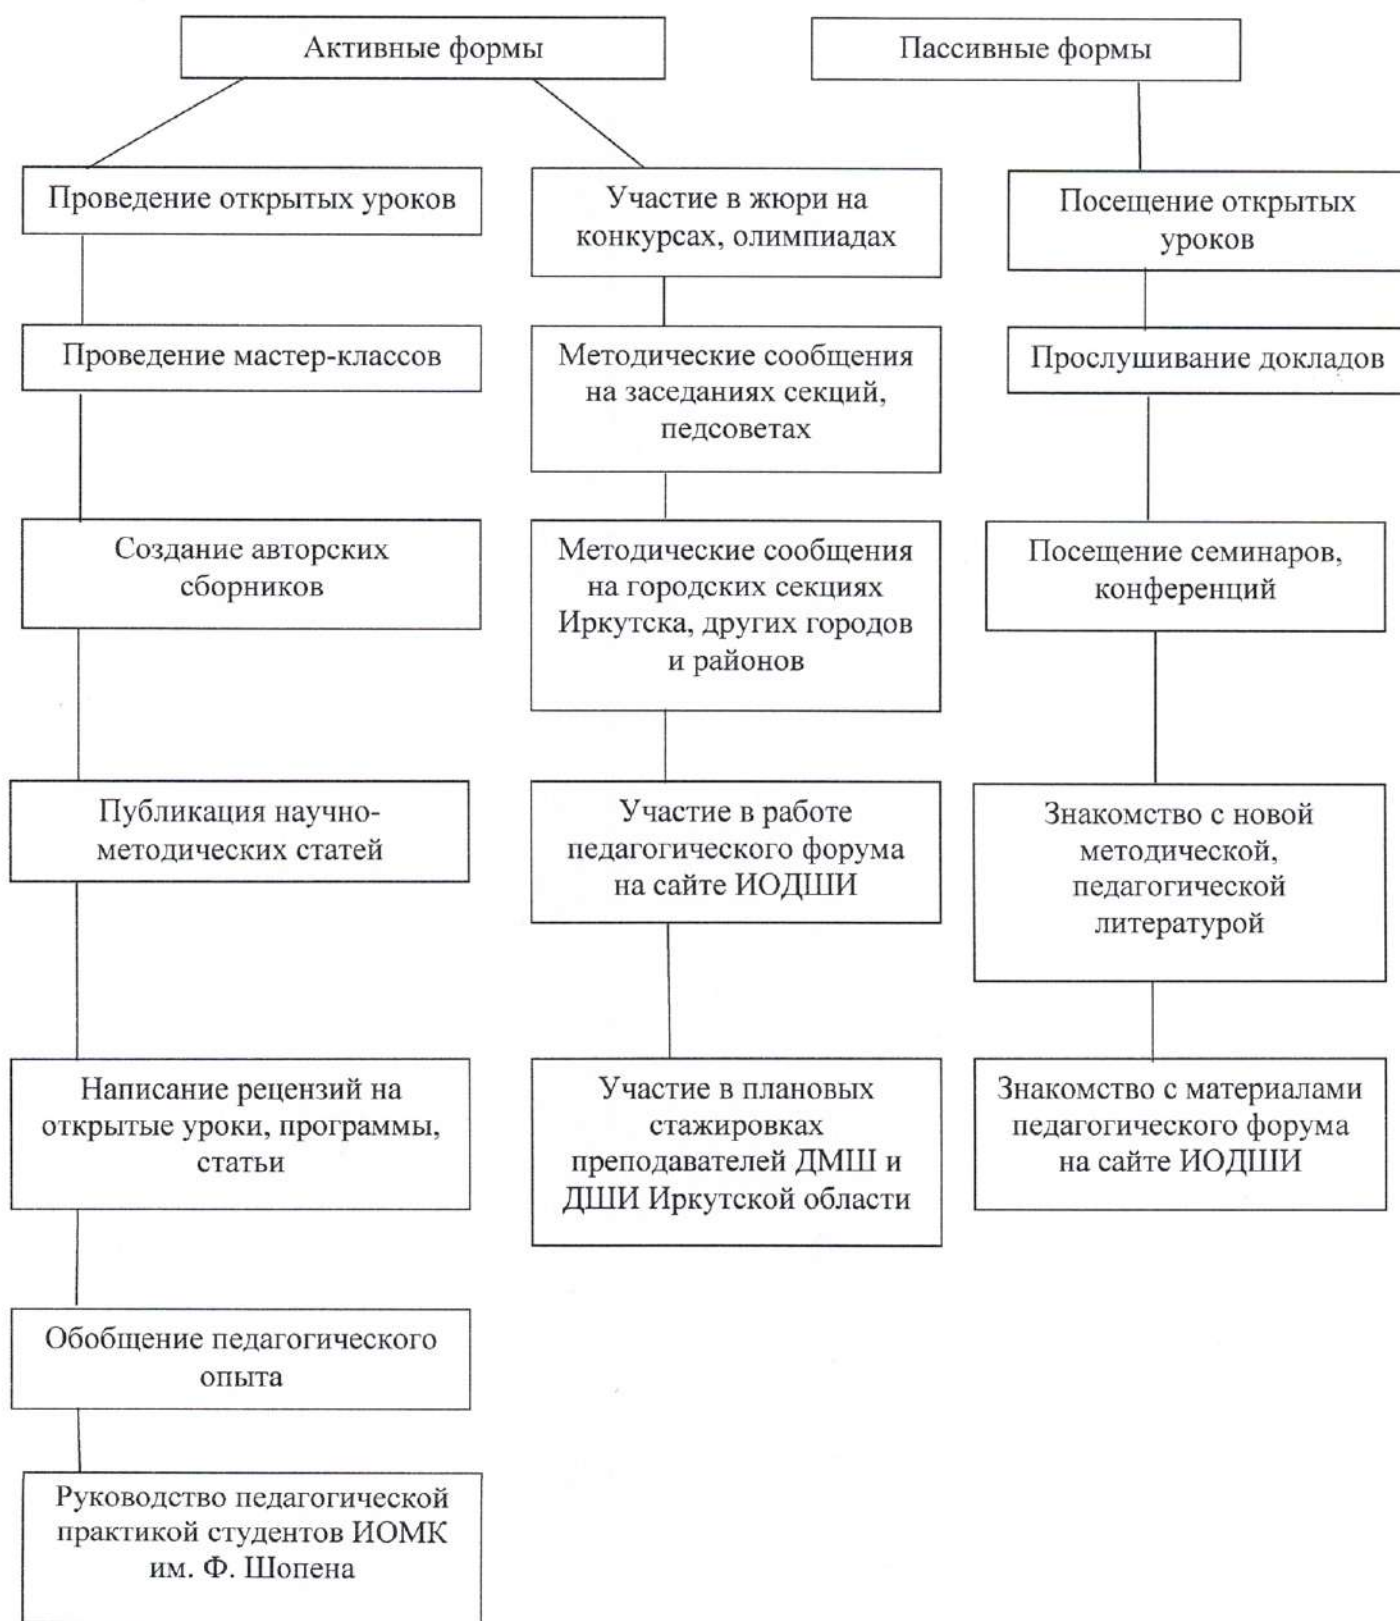 Активные формы
Пассивные формы
Проведение открытых уроков
Проведение мастер-классов
Создание авторских
сборников
Публикация научно-
методических статей
Написание рецензий на
открытые уроки, программы,
статьи
Обобщение педагогического
опыта
Руководство педагогической
практикой студентов ИОМК
им. Ф. Шопена
Участие в жюри на
конкурсах, олимпиадах
Методические сообщения
на заседаниях секций,
педсоветах
Методические сообщения
на городских секциях
Иркутска, других городов
и районов
Участие в работе
педагогического форума
на сайте ИОДШИ
Участие в плановых
стажировках
преподавателей ДМШ и
ДШИ Иркутской области
Посещение открытых
уроков
Прослушивание докладов
Посещение семинаров,
конференций
Знакомство с новой
методической,
педагогической
литературой
Знакомство с материалами
педагогического форума
на сайте ИОДШИ